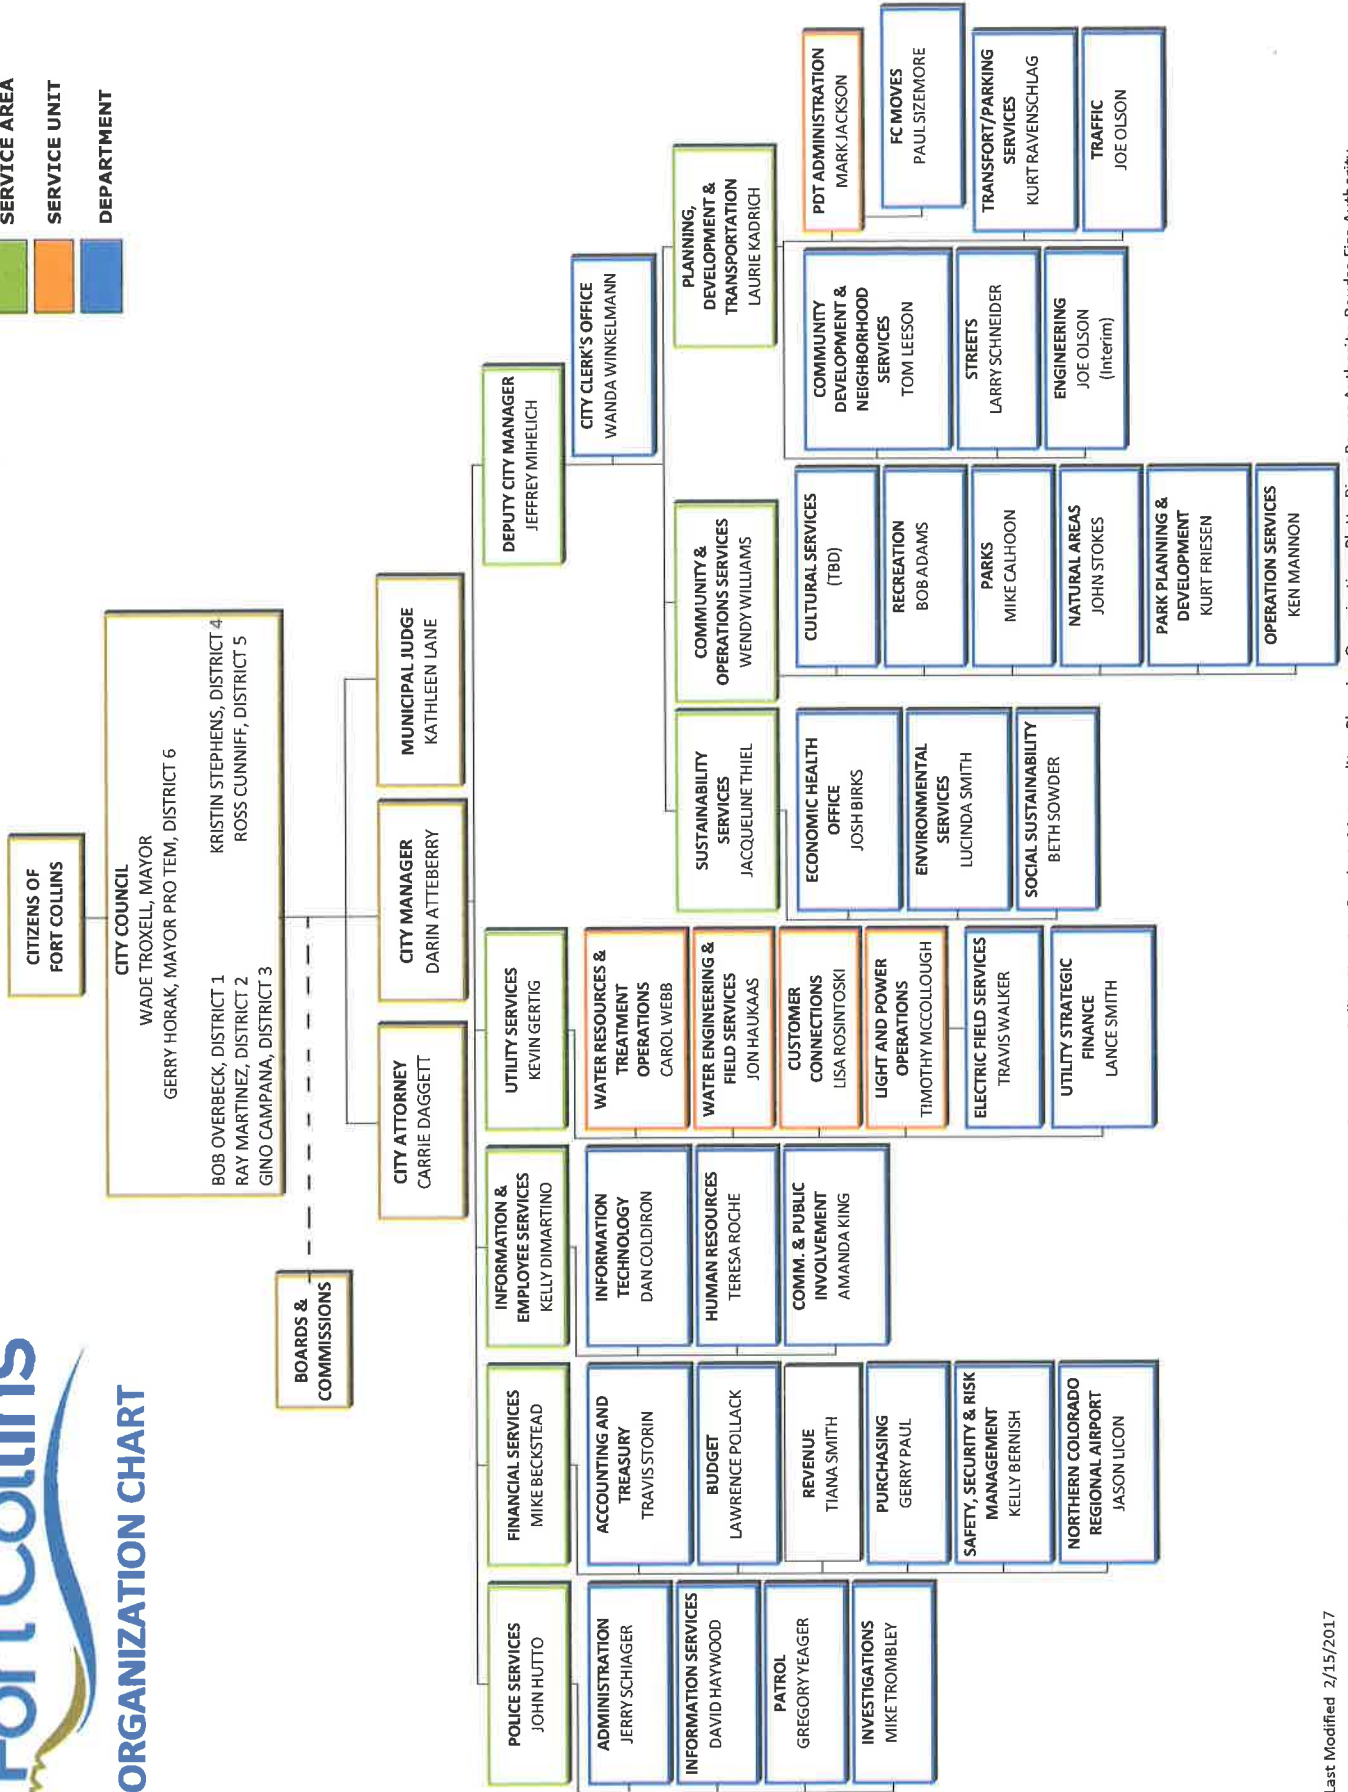 Fort Collins
ORGANIZATION CHART
SERVICE AREA
SERVICE UNIT
DEPARTMENT
CITIZENS OF
FORT COLLINS
CITY COUNCIL
WADE TROXELL, MAYOR
GERRY HORAK, MAYOR PRO TEM, DISTRICT 6
BOB OVERBECK, DISTRICT 1
KRISTIN STEPHENS, DISTRICT 4
RAY MARTINEZ, DISTRICT 2
ROSS CUNNIFF, DISTRICT 5
GINO CAMPANA, DISTRICT 3
BOARDS &
COMMISSIONS
CITY ATTORNEY
CARRIE DAGGETT
CITY MANAGER
DARIN ATTEBERRY
MUNICIPAL JUDGE
KATHLEEN LANE
DEPUTY CITY MANAGER
JEFFREY MIHELICH
CITY CLERK'S OFFICE
WANDA WINKELMANN
POLICE SERVICES
JOHN HUTTO
ADMINISTRATION
JERRY SCHIAGER
INFORMATION SERVICES
DAVID HAYWOOD
PATROL
GREGORY YEAGER
INVESTIGATIONS
MIKE TROMBLEY
FINANCIAL SERVICES
MIKE BECKSTEAD
ACCOUNTING AND
TREASURY
TRAVIS STORIN
BUDGET
LAWRENCE POLLACK
REVENUE
TIANA SMITH
PURCHASING
GERRY PAUL
SAFETY, SECURITY & RISK
MANAGEMENT
KELLY BERNISH
NORTHERN COLORADO
REGIONAL AIRPORT
JASON LICON
INFORMATION &
EMPLOYEE SERVICES
KELLY DIMARTINO
INFORMATION
TECHNOLOGY
DAN COLDIRON
HUMAN RESOURCES
TERESA ROCHE
COMM. & PUBLIC
INVOLVEMENT
AMANDA KING
UTILITY SERVICES
KEVIN GERTIG
WATER RESOURCES &
TREATMENT
OPERATIONS
CAROL WEBB
WATER ENGINEERING &
FIELD SERVICES
JON HAUKAAS
CUSTOMER
CONNECTIONS
LISA ROSINTOSKI
LIGHT AND POWER
OPERATIONS
TIMOTHY MCCOLLOUGH
ELECTRIC FIELD SERVICES
TRAVIS WALKER
UTILITY STRATEGIC
FINANCE
LANCE SMITH
SUSTAINABILITY
SERVICES
JACQUELINE THIEL
ECONOMIC HEALTH
OFFICE
JOSH BIRKS
ENVIRONMENTAL
SERVICES
LUCINDA SMITH
SOCIAL SUSTAINABILITY
BETH SOWDER
COMMUNITY &
OPERATIONS SERVICES
WENDY WILLIAMS
CULTURAL SERVICES
(TBD)
RECREATION
BOB ADAMS
PARKS
MIKE CALHOON
NATURAL AREAS
JOHN STOKES
PARK PLANNING &
DEVELOPMENT
KURT FRIESEN
OPERATION SERVICES
KEN MANNON
PLANNING,
DEVELOPMENT &
TRANSPORTATION
LAURIE KADRICH
COMMUNITY
DEVELOPMENT &
NEIGHBORHOOD
SERVICES
TOM LEESON
STREETS
LARRY SCHNEIDER
ENGINEERING
JOE OLSON
(Interim)
PDT ADMINISTRATION
MARK JACKSON
FC MOVES
PAUL SIZEMORE
TRANSFORT/PARKING
SERVICES
KURT RAVENSCHLAG
TRAFFIC
JOE OLSON
Last Modified 2/15/2017